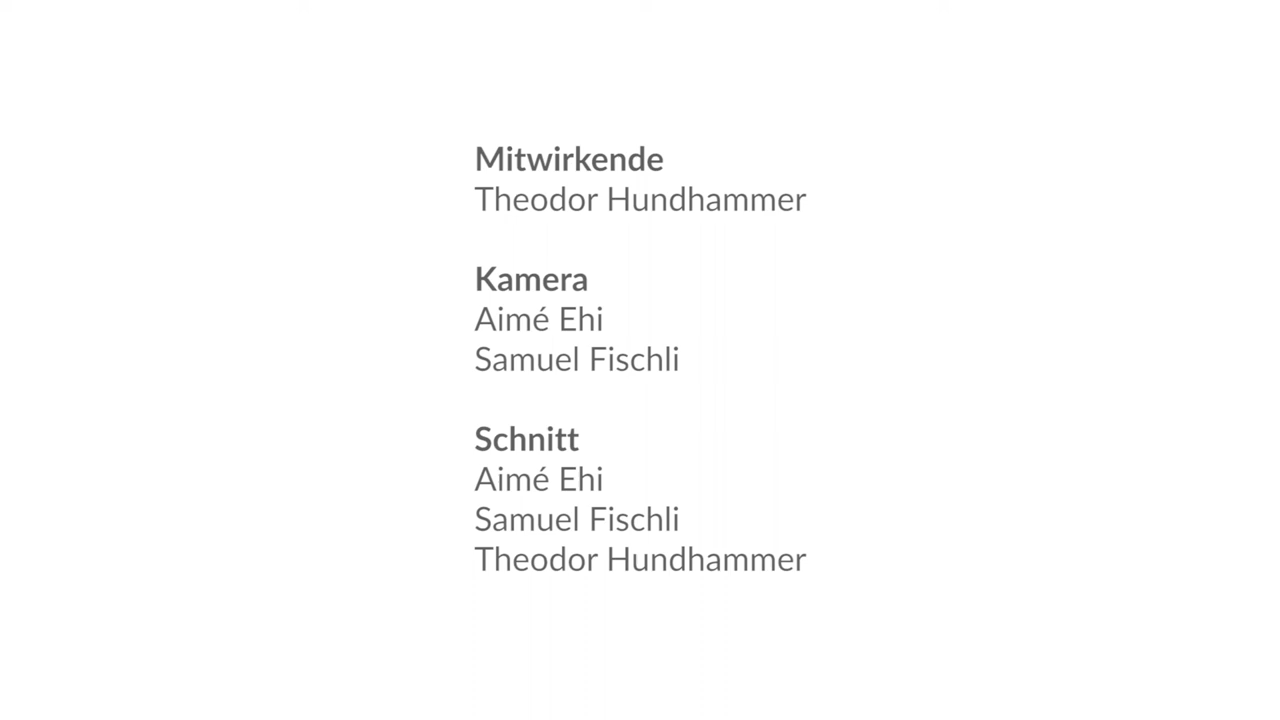 Mitwirkende
Theodor Hundhammer
Kamera
Aimé Ehi
Samuel Fischli
Schnitt
Aimé Ehi
Samuel Fischli
Theodor Hundhammer